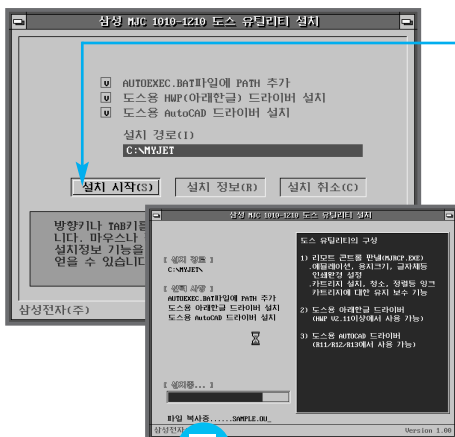 삼성 MJC 1010-1210 도스 유틸리티 설치
v AUTOEXEC.BAT파일에 PATH 추가
v 도스용 HWP(아래한글) 드라이버 설치
v 도스용 AutoCAD 드라이버 설치
설치 경로(I)
C:\MYJET
설치 시작(S)
설치 정보(R)
설치 취소(C)
방향키나 TAB키를
니다. 마우스나
설치정보 기능을
얻을 수 있습니다
삼성전자(주)
삼성 MJC 1010-1210 도스 유틸리티 설치
[ 설치 경로 ]
C:\MYJET\
[ 선택 사항 ]
AUTOEXEC.BAT파일에 PATH 추가
도스용 아래한글 드라이버 설치
도스용 AutoCAD 드라이버 설치
[ 설치중... ]
파일 복사중......SAMPLE.OU_
삼성전자
도스 유틸리티의 구성
1) 리모트 콘트롤 판넬(MJRCP.EXE)
.에뮬레이션, 용지크기, 글자체등
인쇄환경 설정
.카트리지 설치, 청소, 정렬등 잉크
카트리지에 대한 유지 보수 기능
2) 도스용 아래한글 드라이버
(HWP V2.11이상에서 사용 가능)
3) 도스용 AUTOCAD 드라이버
(R11/R12/R13에서 사용 가능)
Version 1.00